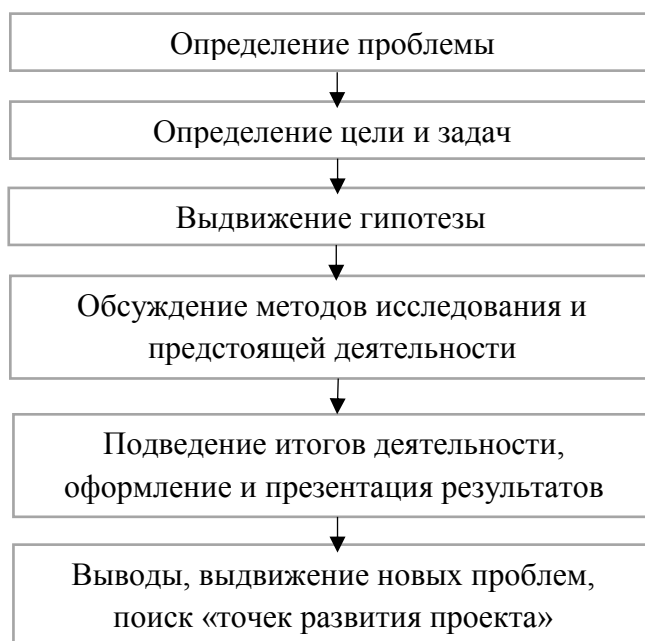 Определение проблемы
Определение цели и задач
Выдвижение гипотезы
Обсуждение методов исследования и
предстоящей деятельности
Подведение итогов деятельности,
оформление и презентация результатов
Выводы, выдвижение новых проблем,
поиск «точек развития проекта»